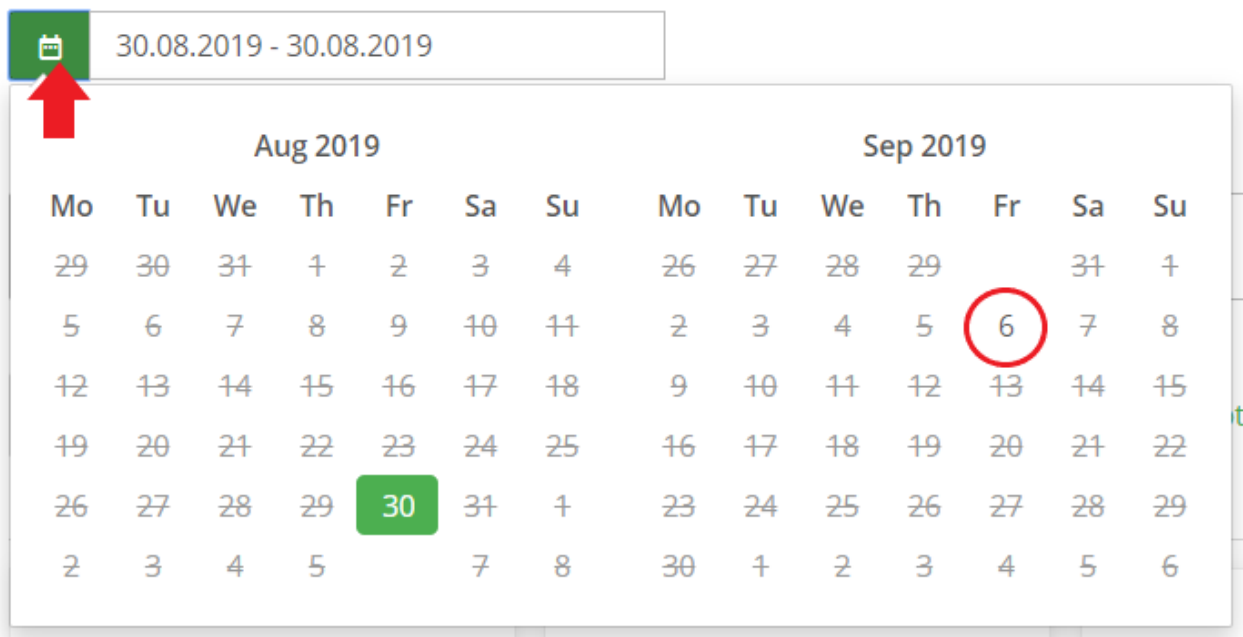 30.08.2019 - 30.08.2019
Aug 2019 Sep 2019
Mo Tu We Th Fr Sa Su Mo Tu We Th Fr Sa Su
29 30 31 1 2 3 4 26 27 28 29 31 1
5 6 7 8 9 10 11 2 3 4 5 6 7 8
12 13 14 15 16 17 18 9 10 11 12 13 14 15
19 20 21 22 23 24 25 16 17 18 19 20 21 22
26 27 28 29 30 31 1 23 24 25 26 27 28 29
2 3 4 5 7 8 30 1 2 3 4 5 6